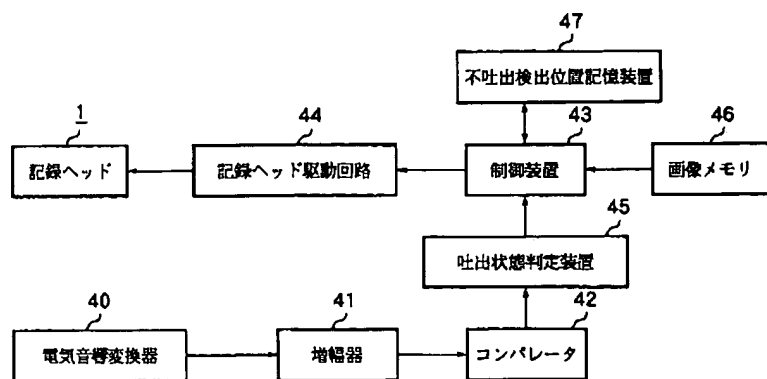 47
不吐出検出位置記憶装置
1
44
43
46
記録ヘッド
記録ヘッド駆動回路
制御装置
画像メモリ
45
吐出状態判定装置
40
41
42
電気音響変換器
増幅器
コンパレータ